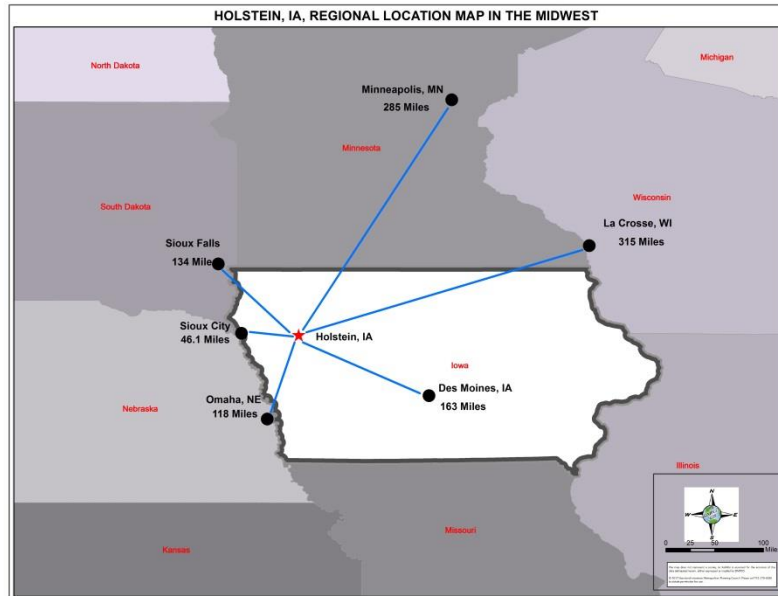 HOLSTEIN, IA, REGIONAL LOCATION MAP IN THE MIDWEST
North Dakota
Michigan
Minneapolis, MN
285 Miles
Minnesota
South Dakota
Wisconsin
La Crosse, WI
315 Miles
Sioux Falls
134 Mile
Sioux City
46.1 Miles
Holstein, IA
Iowa
Des Moines, IA
163 Miles
Omaha, NE
118 Miles
Nebraska
Illinois
Missouri
Kansas
N
W
E
S
0 25 50 100
Miles